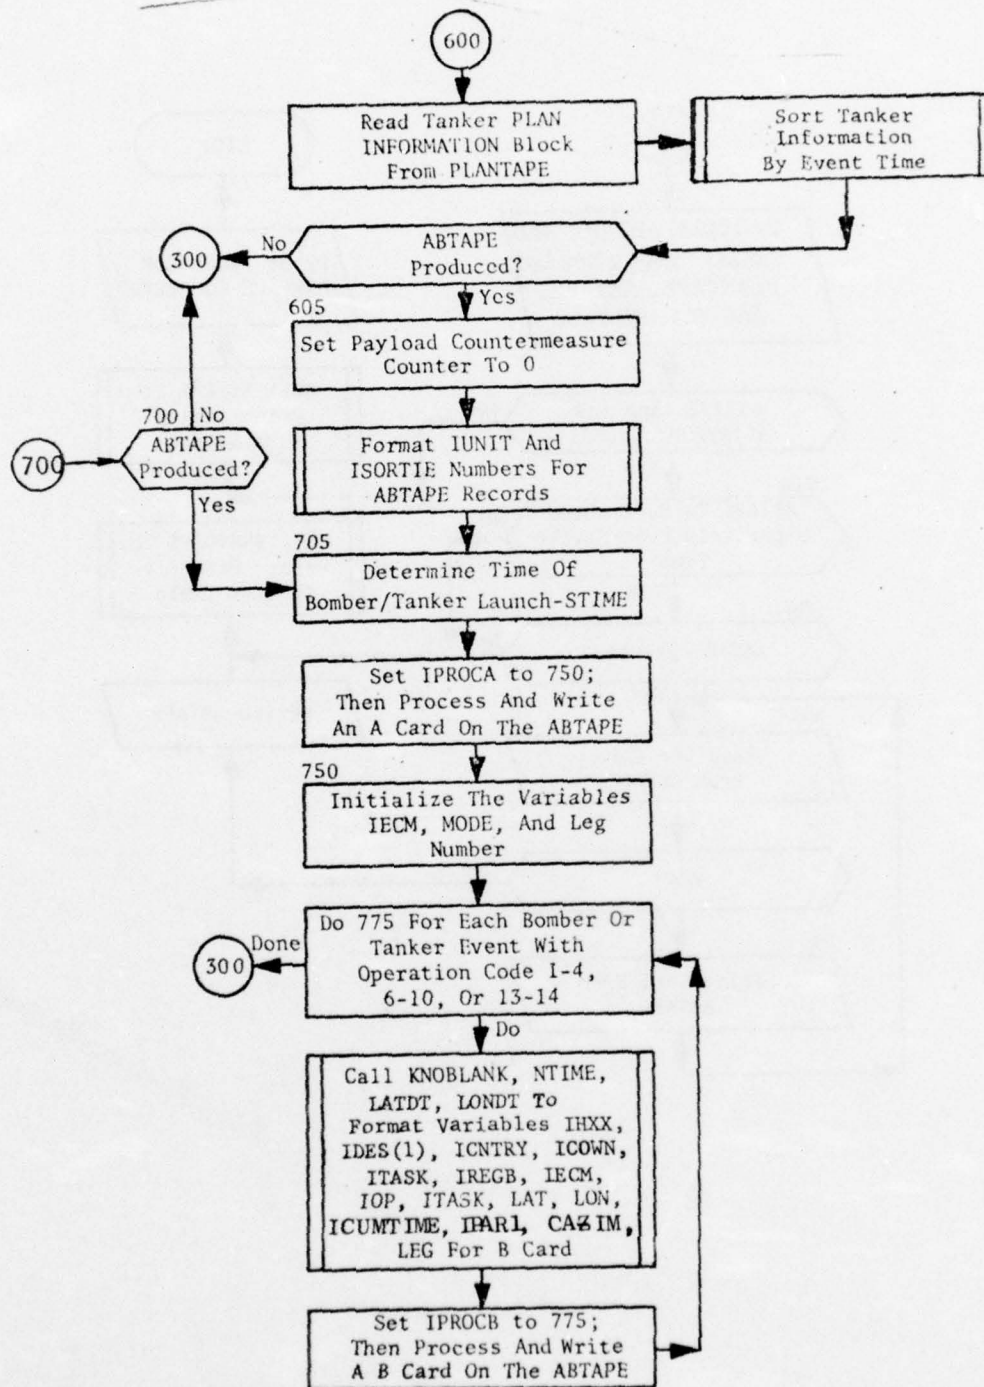 600
Read Tanker PLAN
INFORMATION Block
From PLANTAPE
Sort Tanker
Information
By Event Time
ABTAPE
Produced?
No
300
Yes
605
Set Payload Countermeasure
Counter To 0
700
No
700
ABTAPE
Produced?
Yes
Format IUNIT And
ISORTIE Numbers For
ABTAPE Records
705
Determine Time Of
Bomber/Tanker Launch-STIME
Set IPROCA to 750;
Then Process And Write
An A Card On The ABTAPE
750
Initialize The Variables
IECM, MODE, And Leg
Number
Do 775 For Each Bomber Or
Tanker Event With
Operation Code 1-4,
6-10, Or 13-14
Done
300
Do
Call KNOBLANK, NTIME,
LATDT, LONDT To
Format Variables IHXX,
IDES(1), ICNTRY, ICOWN,
ITASK, IREGB, IECM,
IOP, ITASK, LAT, LON,
ICUMTIME, IPAR1, CAZIM,
LEG For B Card
Set IPROCB to 775;
Then Process And Write
A B Card On The ABTAPE